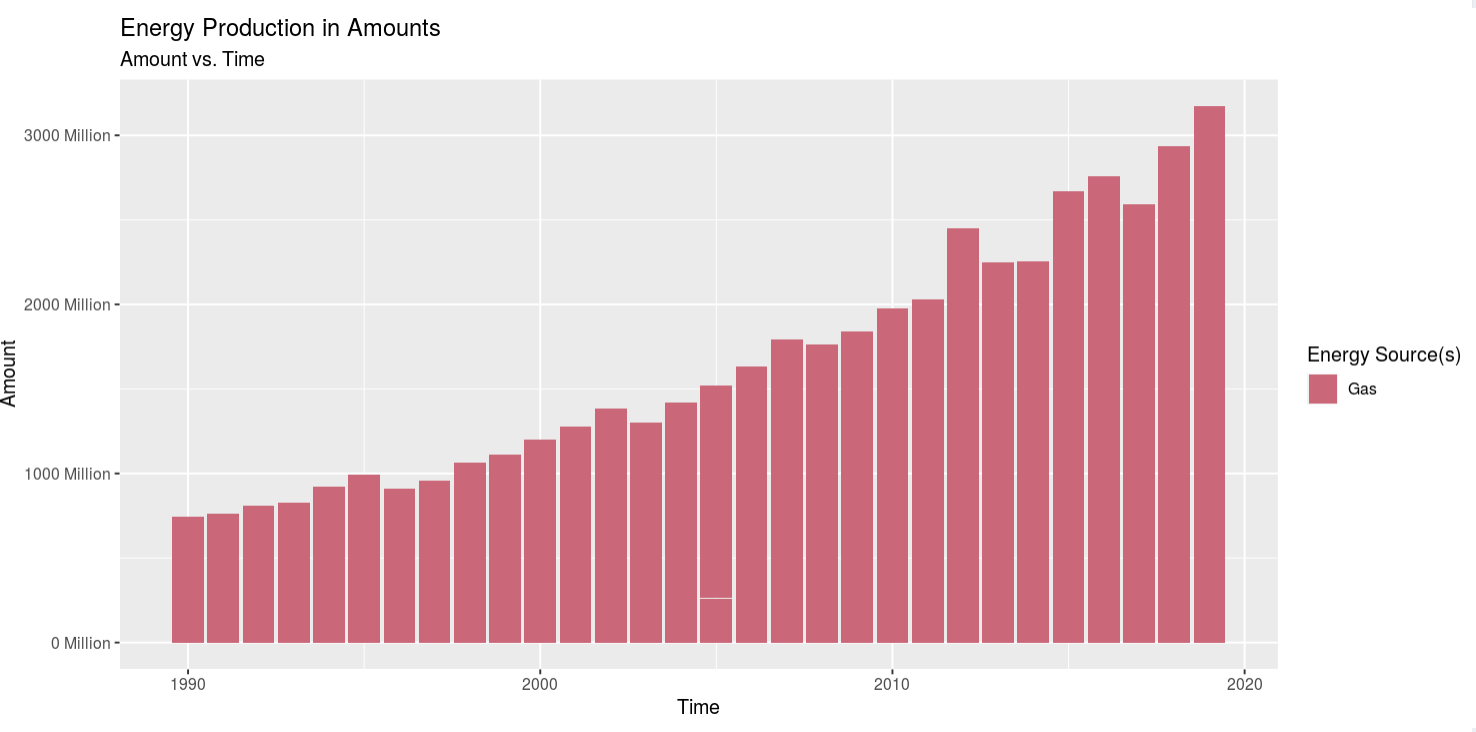 Energy Production in Amounts
Amount vs. Time
3000 Million
2000 Million
1000 Million
0 Million
Amount
1990
2000
2010
2020
Time
Energy Source(s)
Gas